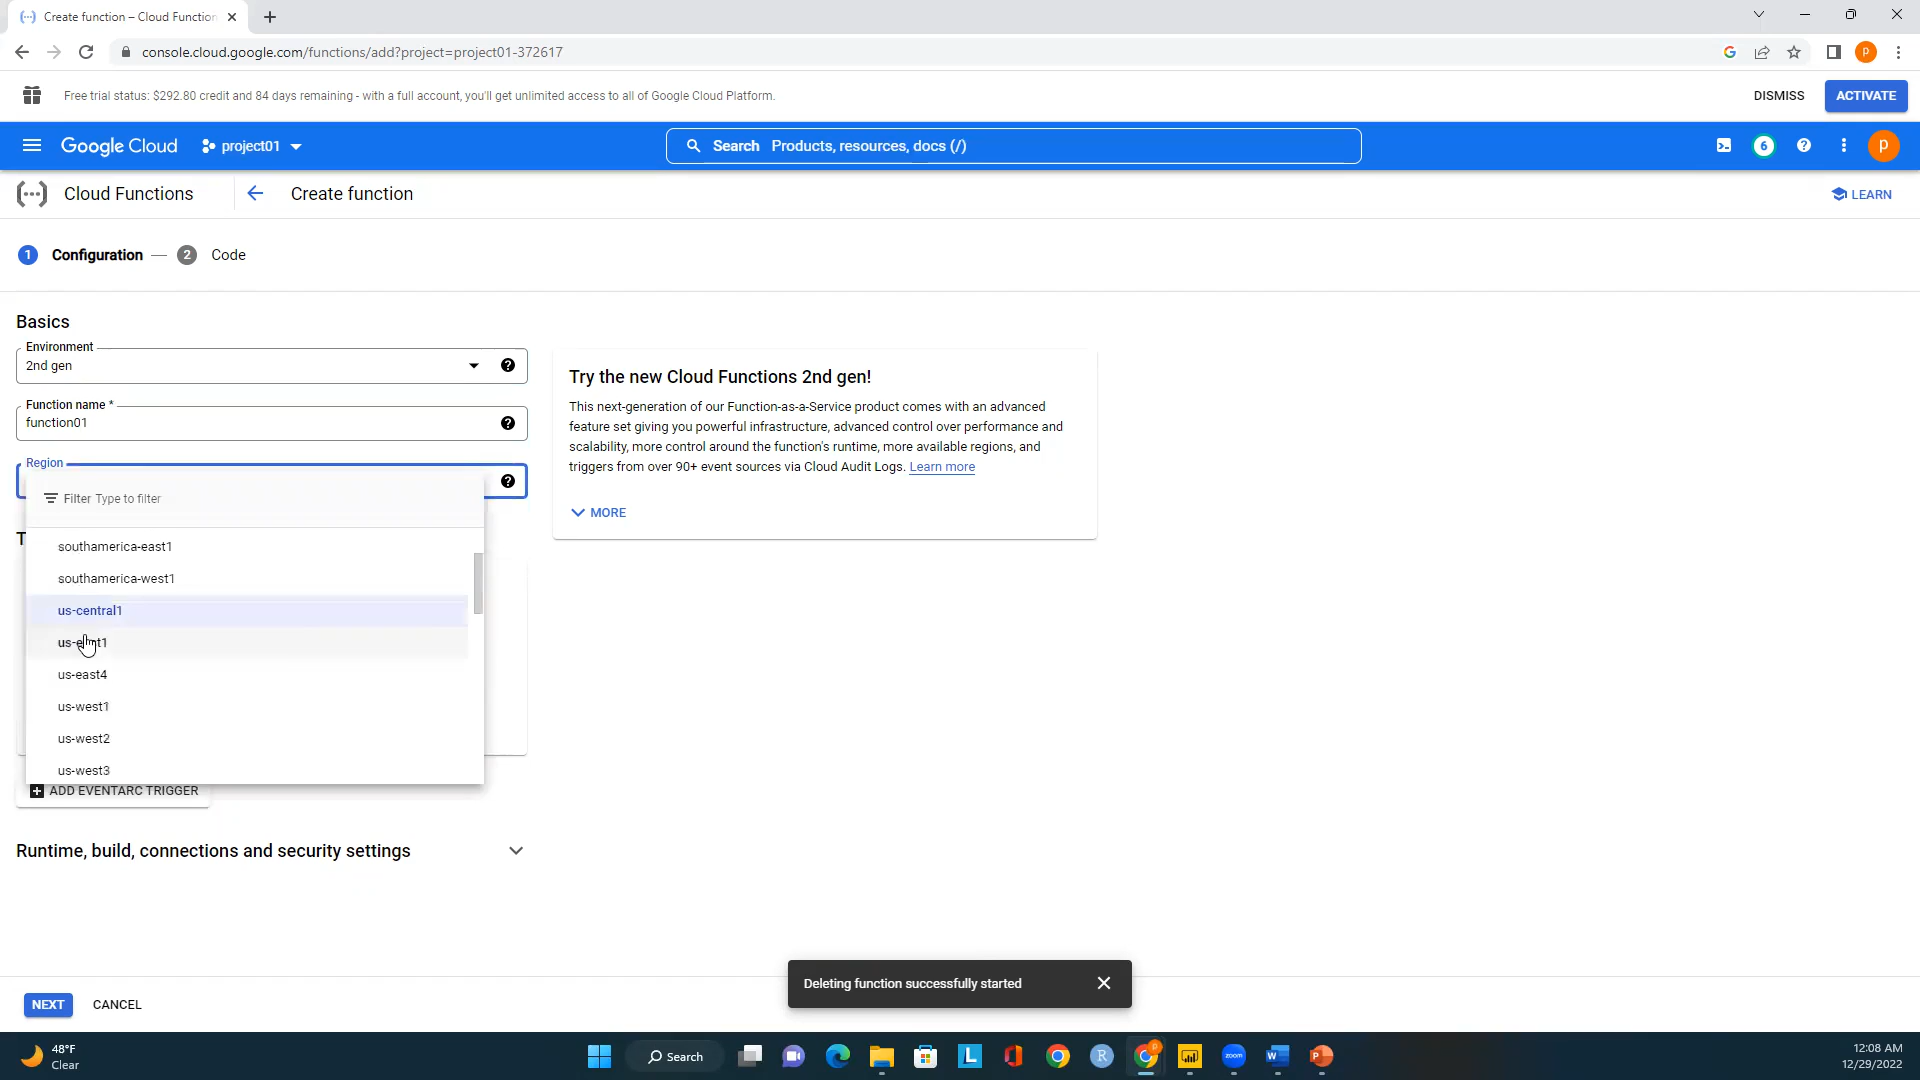 Create function – Cloud Function
console.cloud.google.com/functions/add?project=project01-372617
P
Free trial status: $292.80 credit and 84 days remaining - with a full account, you'll get unlimited access to all of Google Cloud Platform.
DISMISS
ACTIVATE
Google Cloud
project01
Search Products, resources, docs (/)
6
P
Cloud Functions
Create function
LEARN
1 Configuration — 2 Code
Basics
Environment
2nd gen
Function name *
function01
Region
Filter Type to filter
southamerica-east1
southamerica-west1
us-central1
us-east4
us-west1
us-west2
us-west3
ADD EVENTARC TRIGGER
Try the new Cloud Functions 2nd gen!
This next-generation of our Function-as-a-Service product comes with an advanced
feature set giving you powerful infrastructure, advanced control over performance and
scalability, more control around the function's runtime, more available regions, and
triggers from over 90+ event sources via Cloud Audit Logs. Learn more
MORE
Runtime, build, connections and security settings
Deleting function successfully started
NEXT
CANCEL
48°F
Clear
Search
12:08 AM
12/29/2022